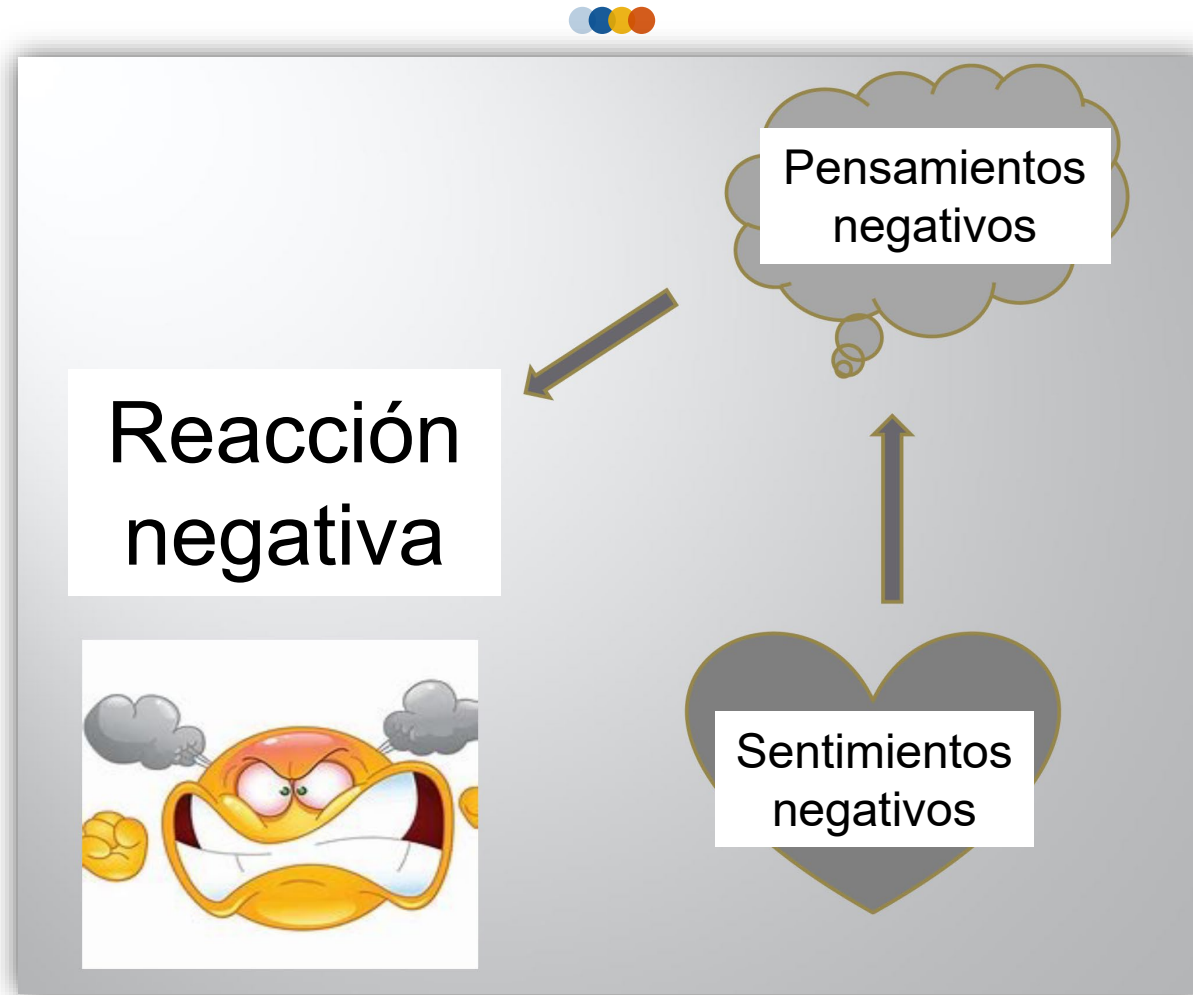 Pensamientos
negativos
Reacción
negativa
Sentimientos
negativos